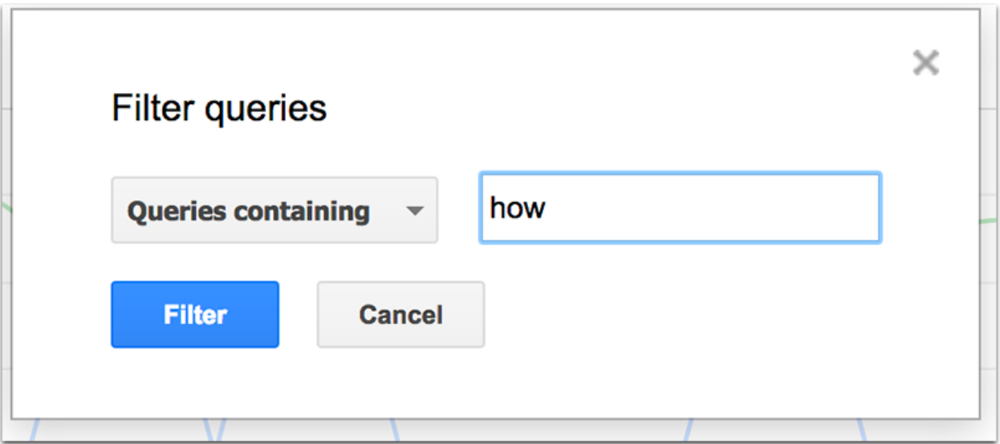 Filter queries
Queries containing how
Filter Cancel